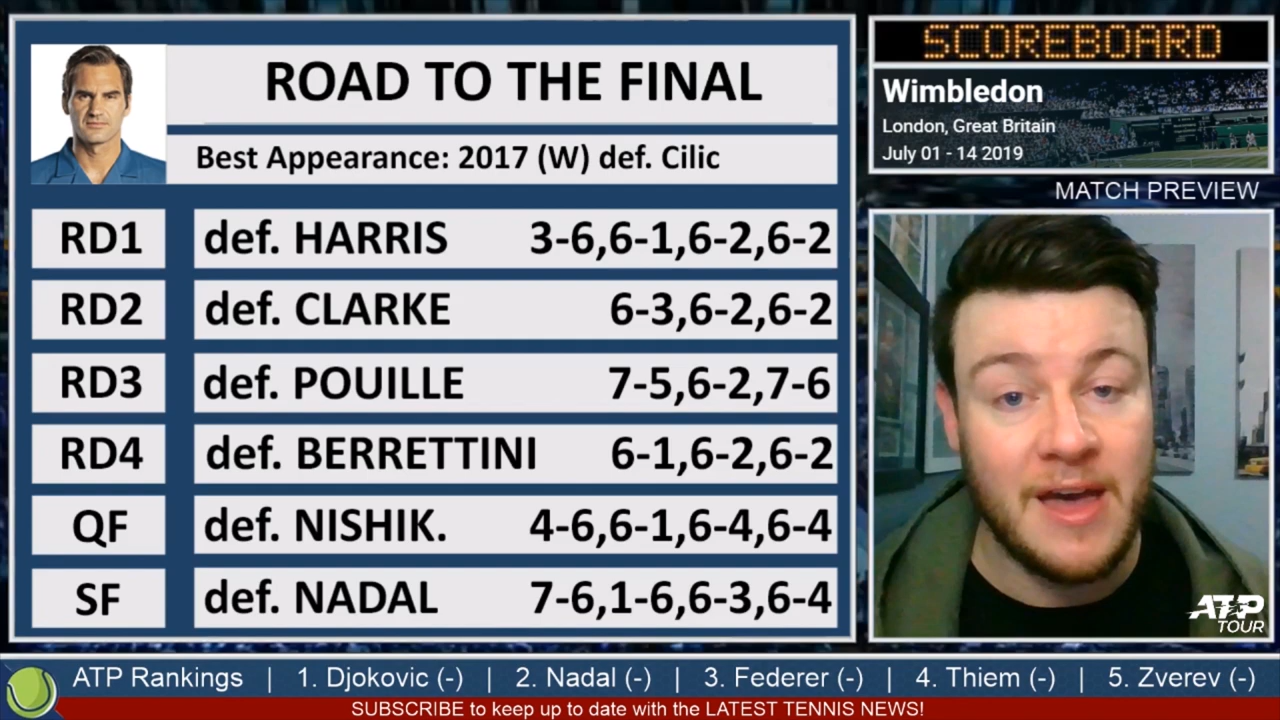 ROAD TO THE FINAL
Best Appearance: 2017 (W) def. Cilic
RD1 def. HARRIS 3-6,6-1,6-2,6-2
RD2 def. CLARKE 6-3,6-2,6-2
RD3 def. POUILLE 7-5,6-2,7-6
RD4 def. BERRETTINI 6-1,6-2,6-2
QF def. NISHIK. 4-6,6-1,6-4,6-4
SF def. NADAL 7-6,1-6,6-3,6-4
SCOREBOARD
Wimbledon
London, Great Britain
July 01 - 14 2019
MATCH PREVIEW
ATP
TOUR
ATP Rankings | 1. Djokovic (-) | 2. Nadal (-) | 3. Federer (-) | 4. Thiem (-) | 5. Zverev (-)
SUBSCRIBE to keep up to date with the LATEST TENNIS NEWS!